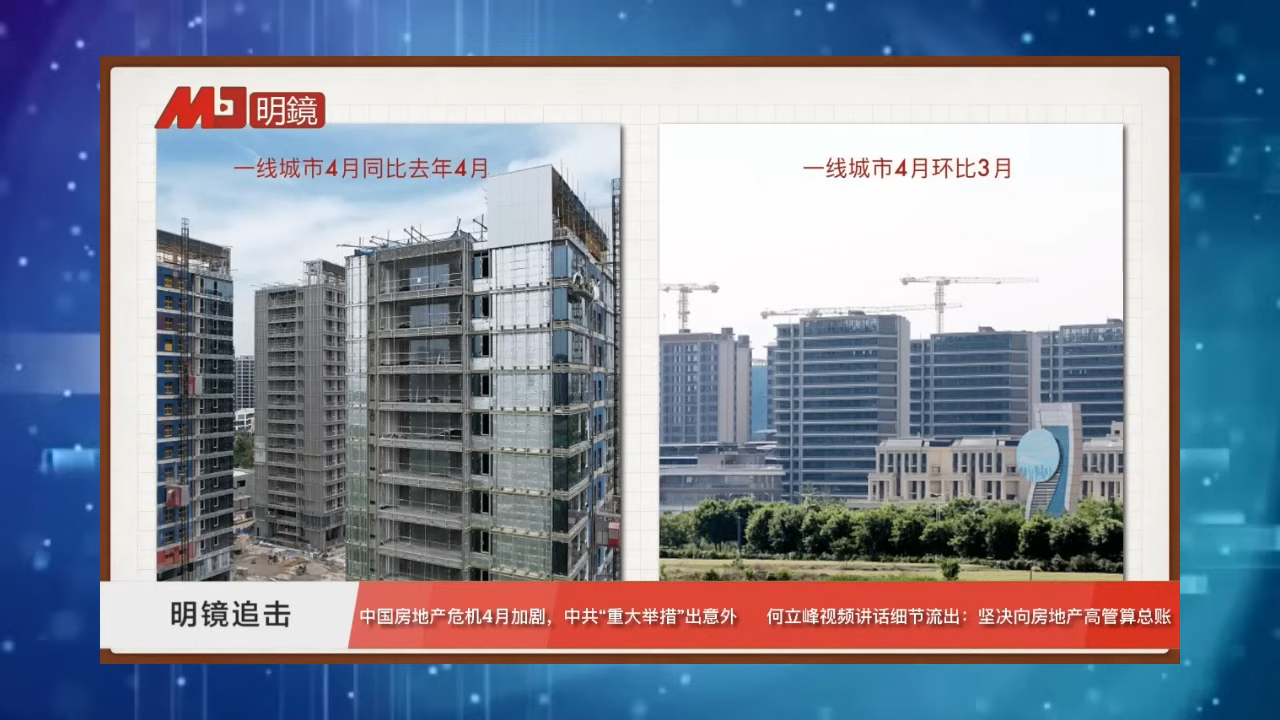 明鏡
一线城市4月同比去年4月
一线城市4月环比3月
明镜追击
中国房地产危机4月加剧，中共“重大举措”出意外
何立峰视频讲话细节流出：坚决向房地产高管算总账